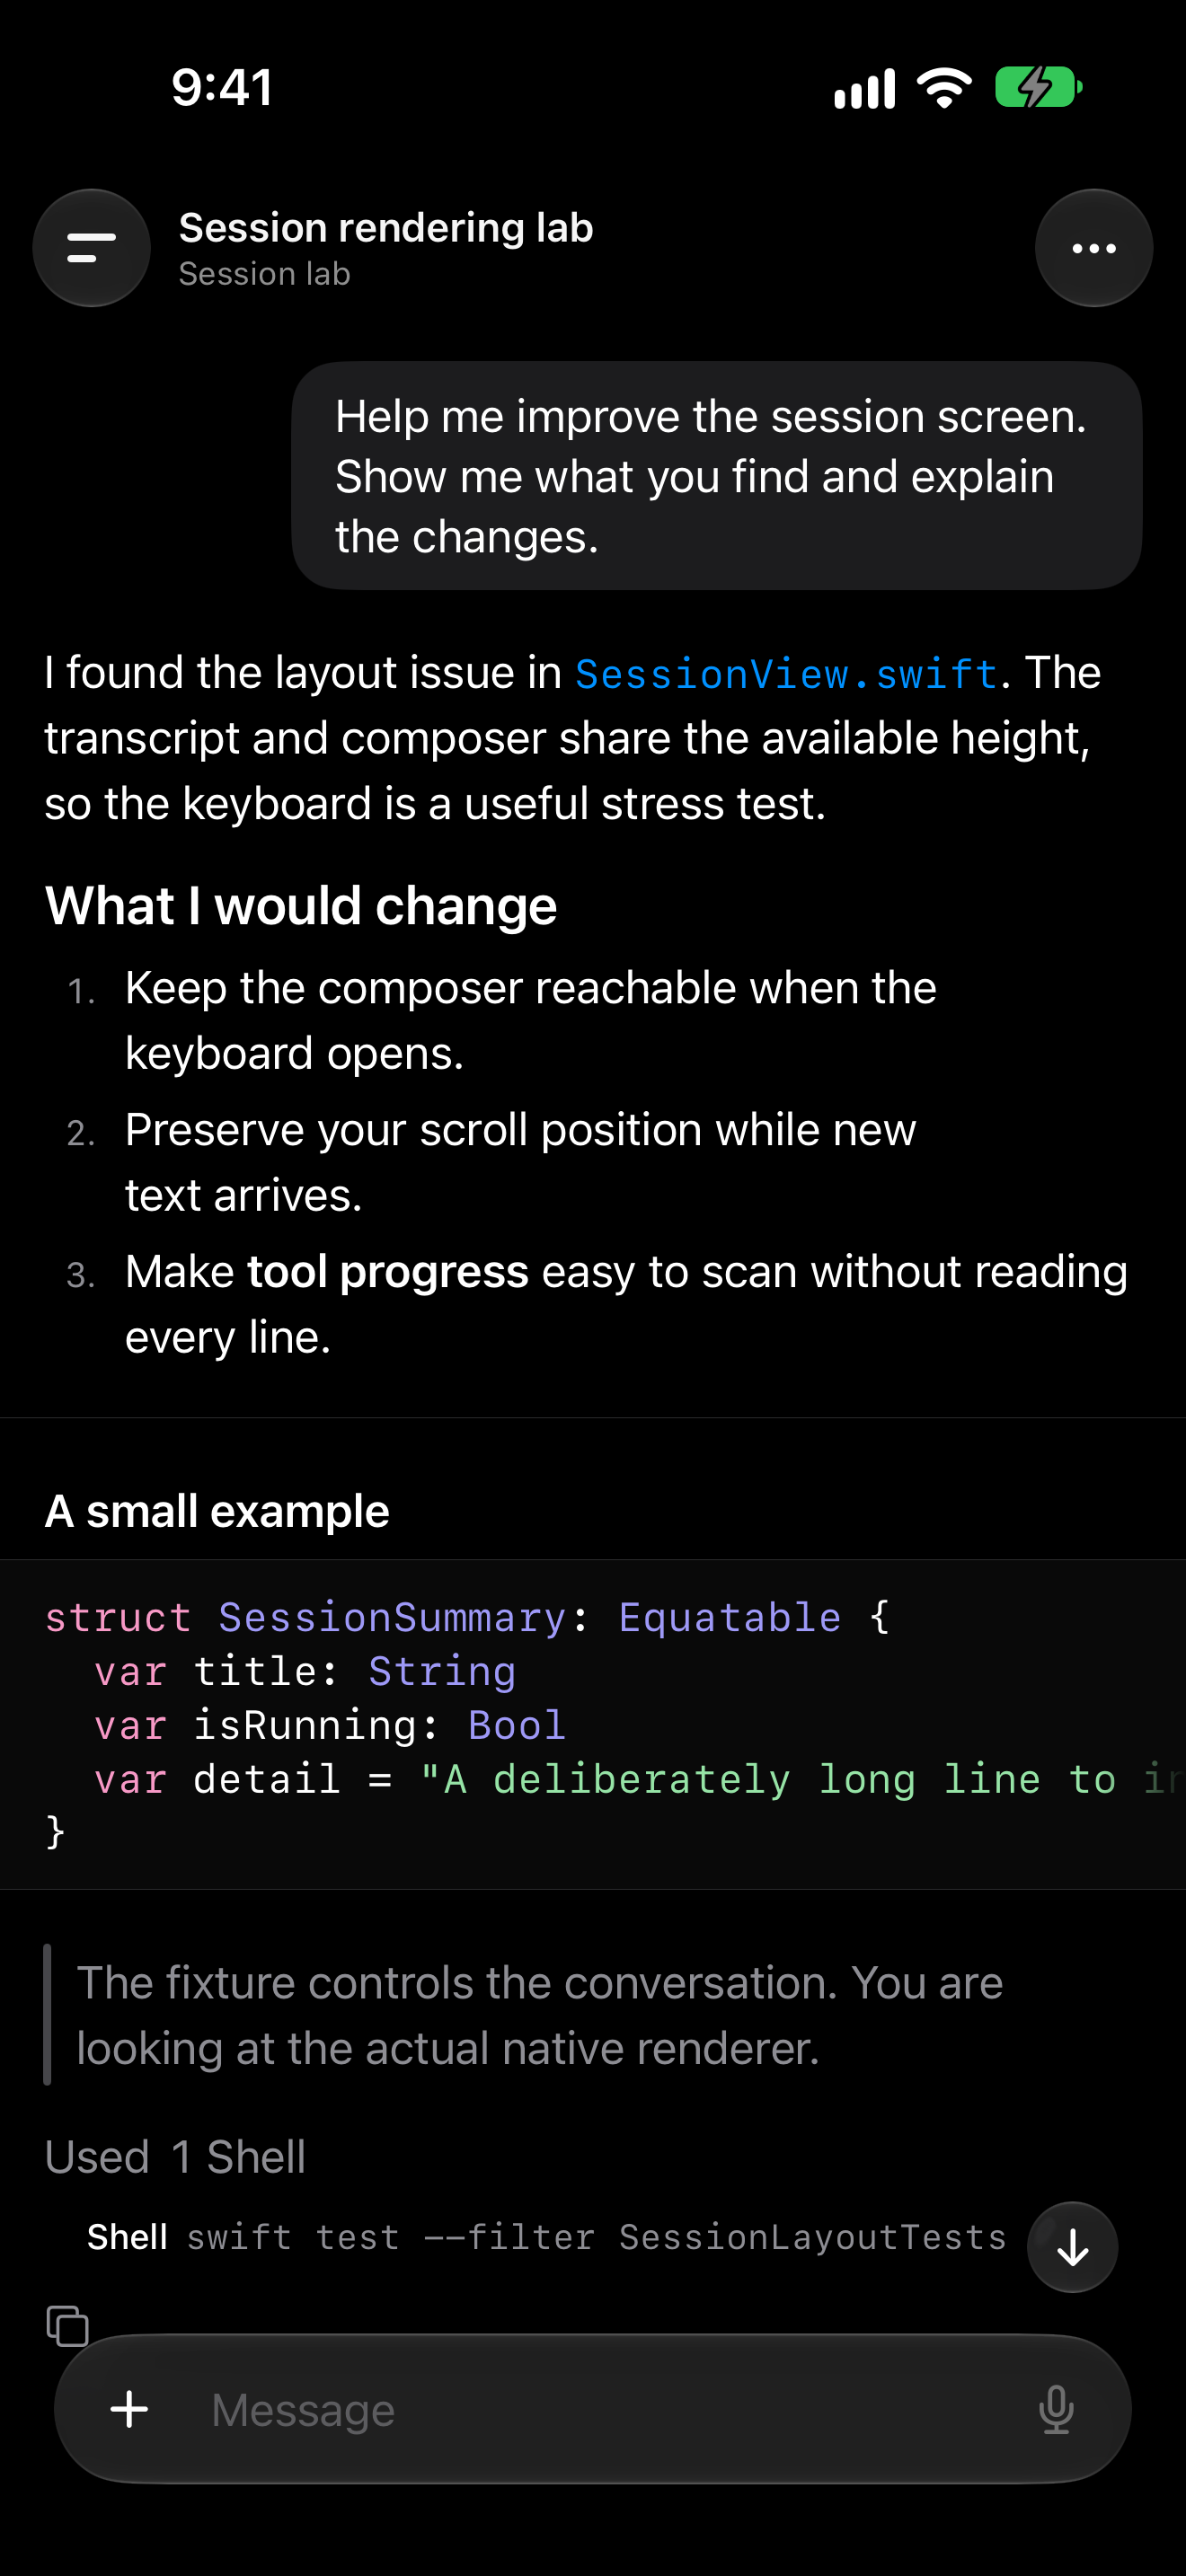 9:41
Session rendering lab
Session lab
Help me improve the session screen.
Show me what you find and explain
the changes.
I found the layout issue in SessionView.swift. The
transcript and composer share the available height,
so the keyboard is a useful stress test.
What I would change
1. Keep the composer reachable when the
keyboard opens.
2. Preserve your scroll position while new
text arrives.
3. Make tool progress easy to scan without reading
every line.
A small example
struct SessionSummary: Equatable {
  var title: String
  var isRunning: Bool
  var detail = "A deliberately long line to
}
The fixture controls the conversation. You are
looking at the actual native renderer.
Used 1 Shell
Shell swift test --filter SessionLayoutTests
Message